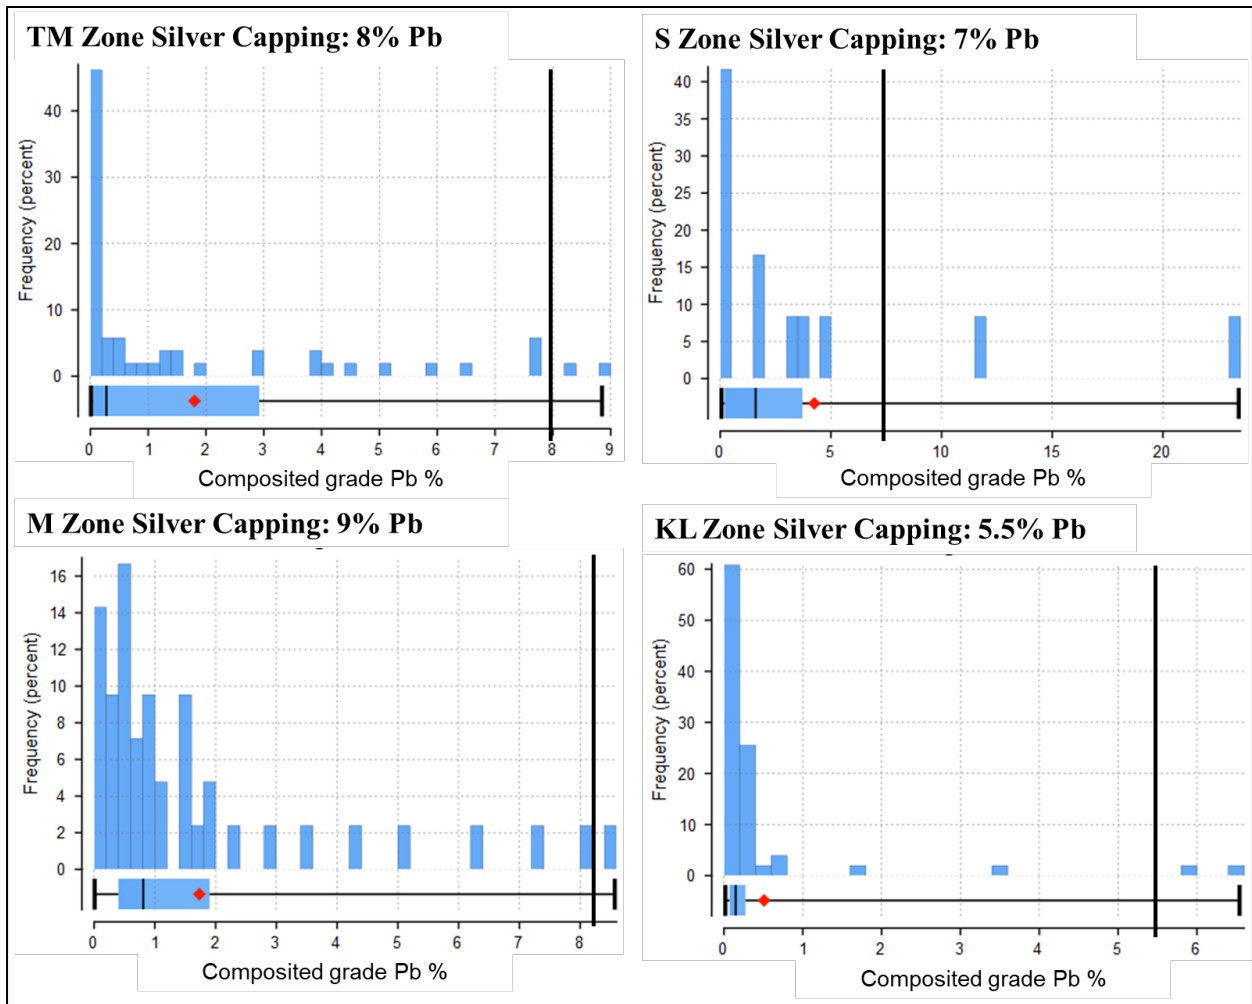 TM Zone Silver Capping: 8% Pb
Frequency (percent)
40
30
20
10
0
0 1 2 3 4 5 6 7 8 9
Composited grade Pb %
S Zone Silver Capping: 7% Pb
Frequency (percent)
40
35
30
25
20
15
10
5
0
0 5 10 15 20
Composited grade Pb %
M Zone Silver Capping: 9% Pb
Frequency (percent)
16
14
12
10
8
6
4
2
0
0 1 2 3 4 5 6 7 8
Composited grade Pb %
KL Zone Silver Capping: 5.5% Pb
Frequency (percent)
60
50
40
30
20
10
0
0 1 2 3 4 5 6
Composited grade Pb %